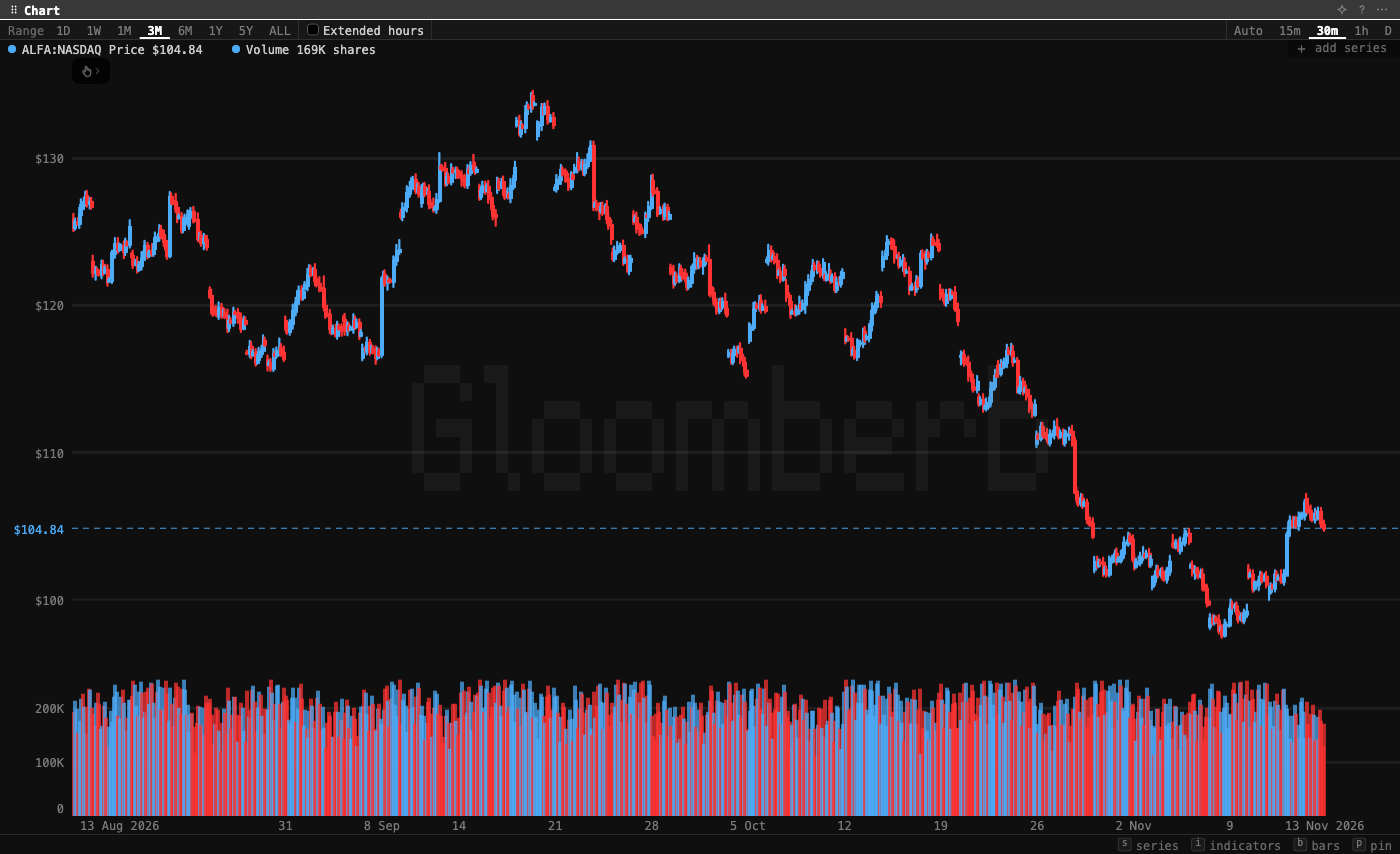 Chart ? ...
Range 1D 1W 1M 3M 6M 1Y 5Y ALL Extended hours Auto 15m 30m 1h D
ALFA:NASDAQ Price $104.84 Volume 169K shares + add series
$130
$120
Gloomberb
$110
$104.84
$100
200K
100K
0
13 Aug 2026 31 8 Sep 14 21 28 5 Oct 12 19 26 2 Nov 9 13 Nov 2026
s series i indicators b bars p pin